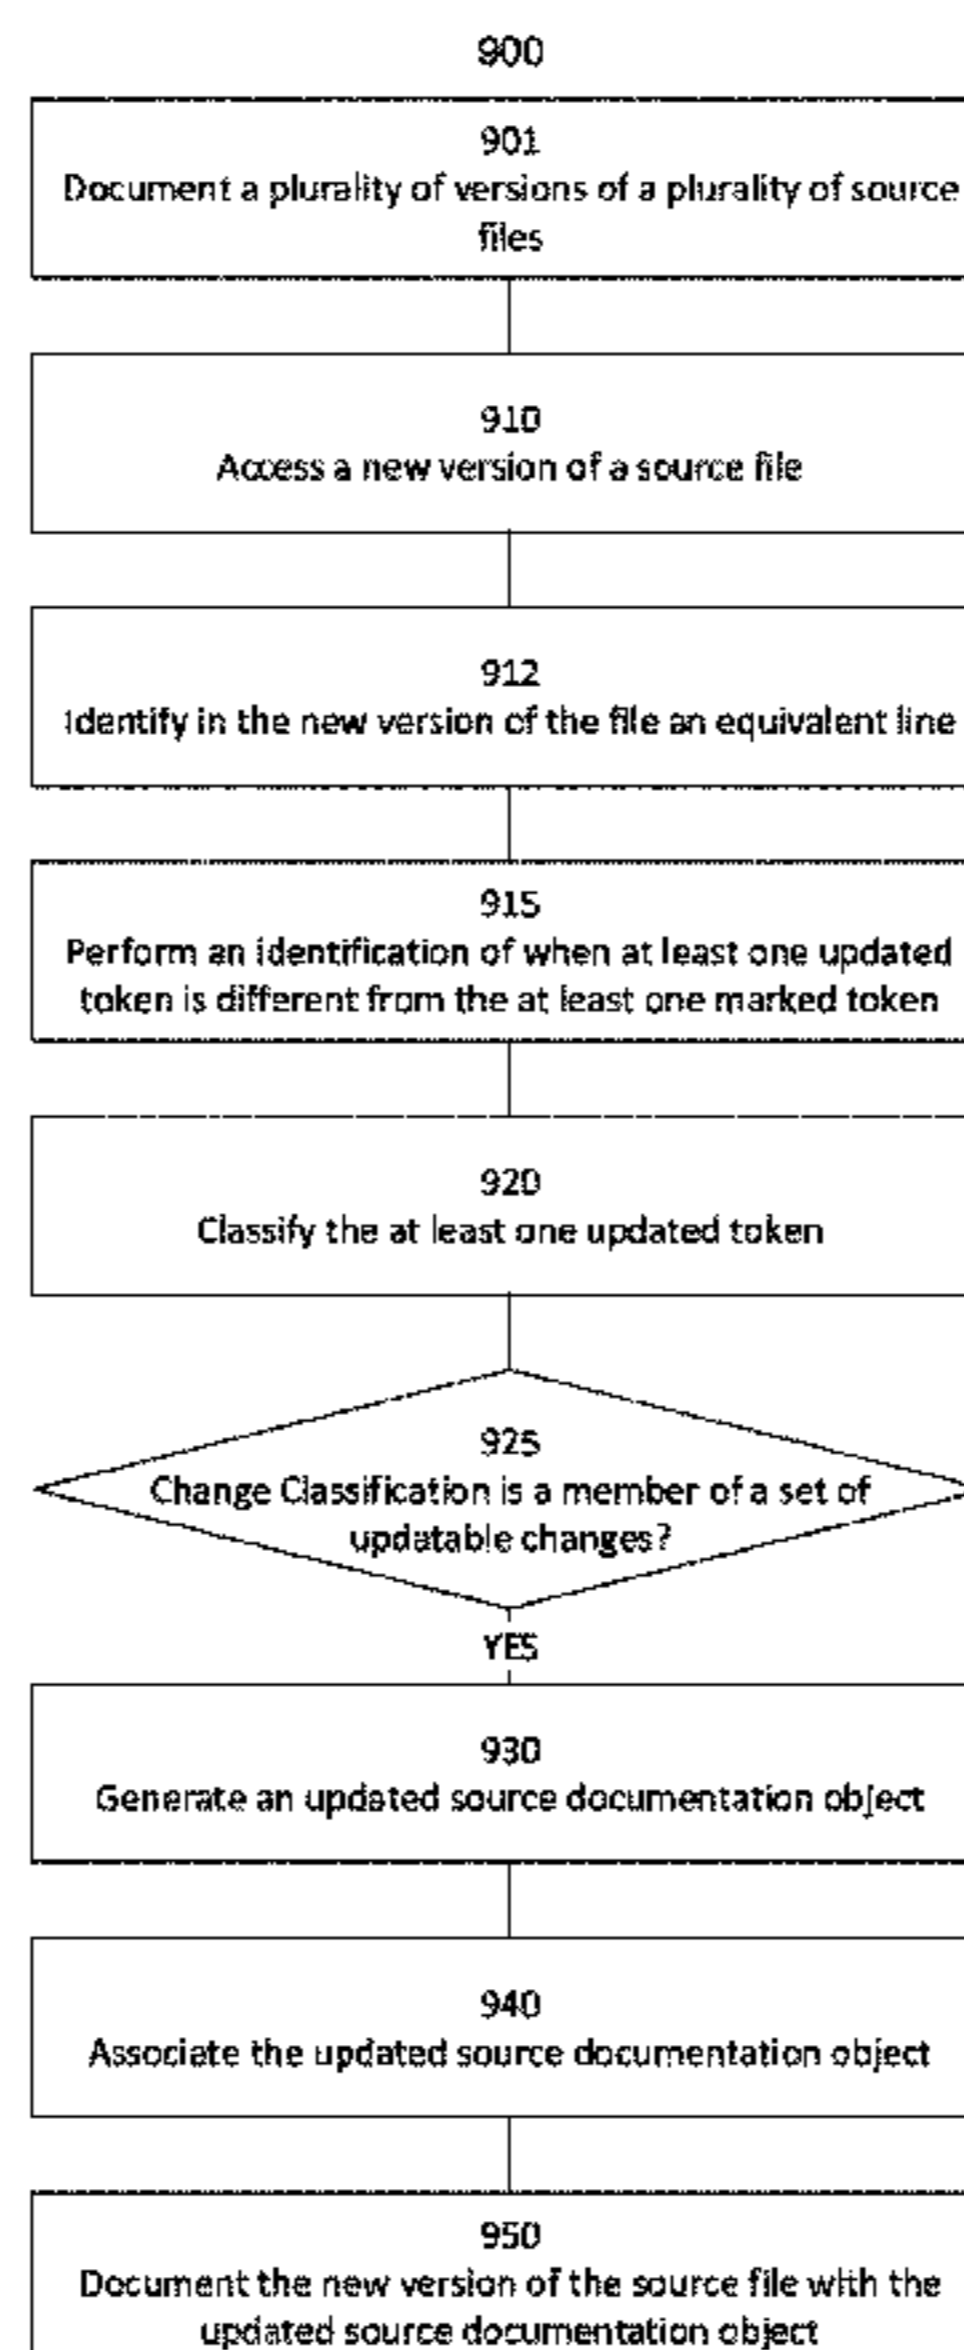 900
901
Document a plurality of versions of a plurality of source
files
910
Access a new version of a source file
912
Identify in the new version of the file an equivalent line
915
Perform an identification of when at least one updated
token is different from the at least one marked token
920
Classify the at least one updated token
925
Change Classification is a member of a set of
updatable changes?
YES
930
Generate an updated source documentation object
940
Associate the updated source documentation object
950
Document the new version of the source file with the
updated source documentation object